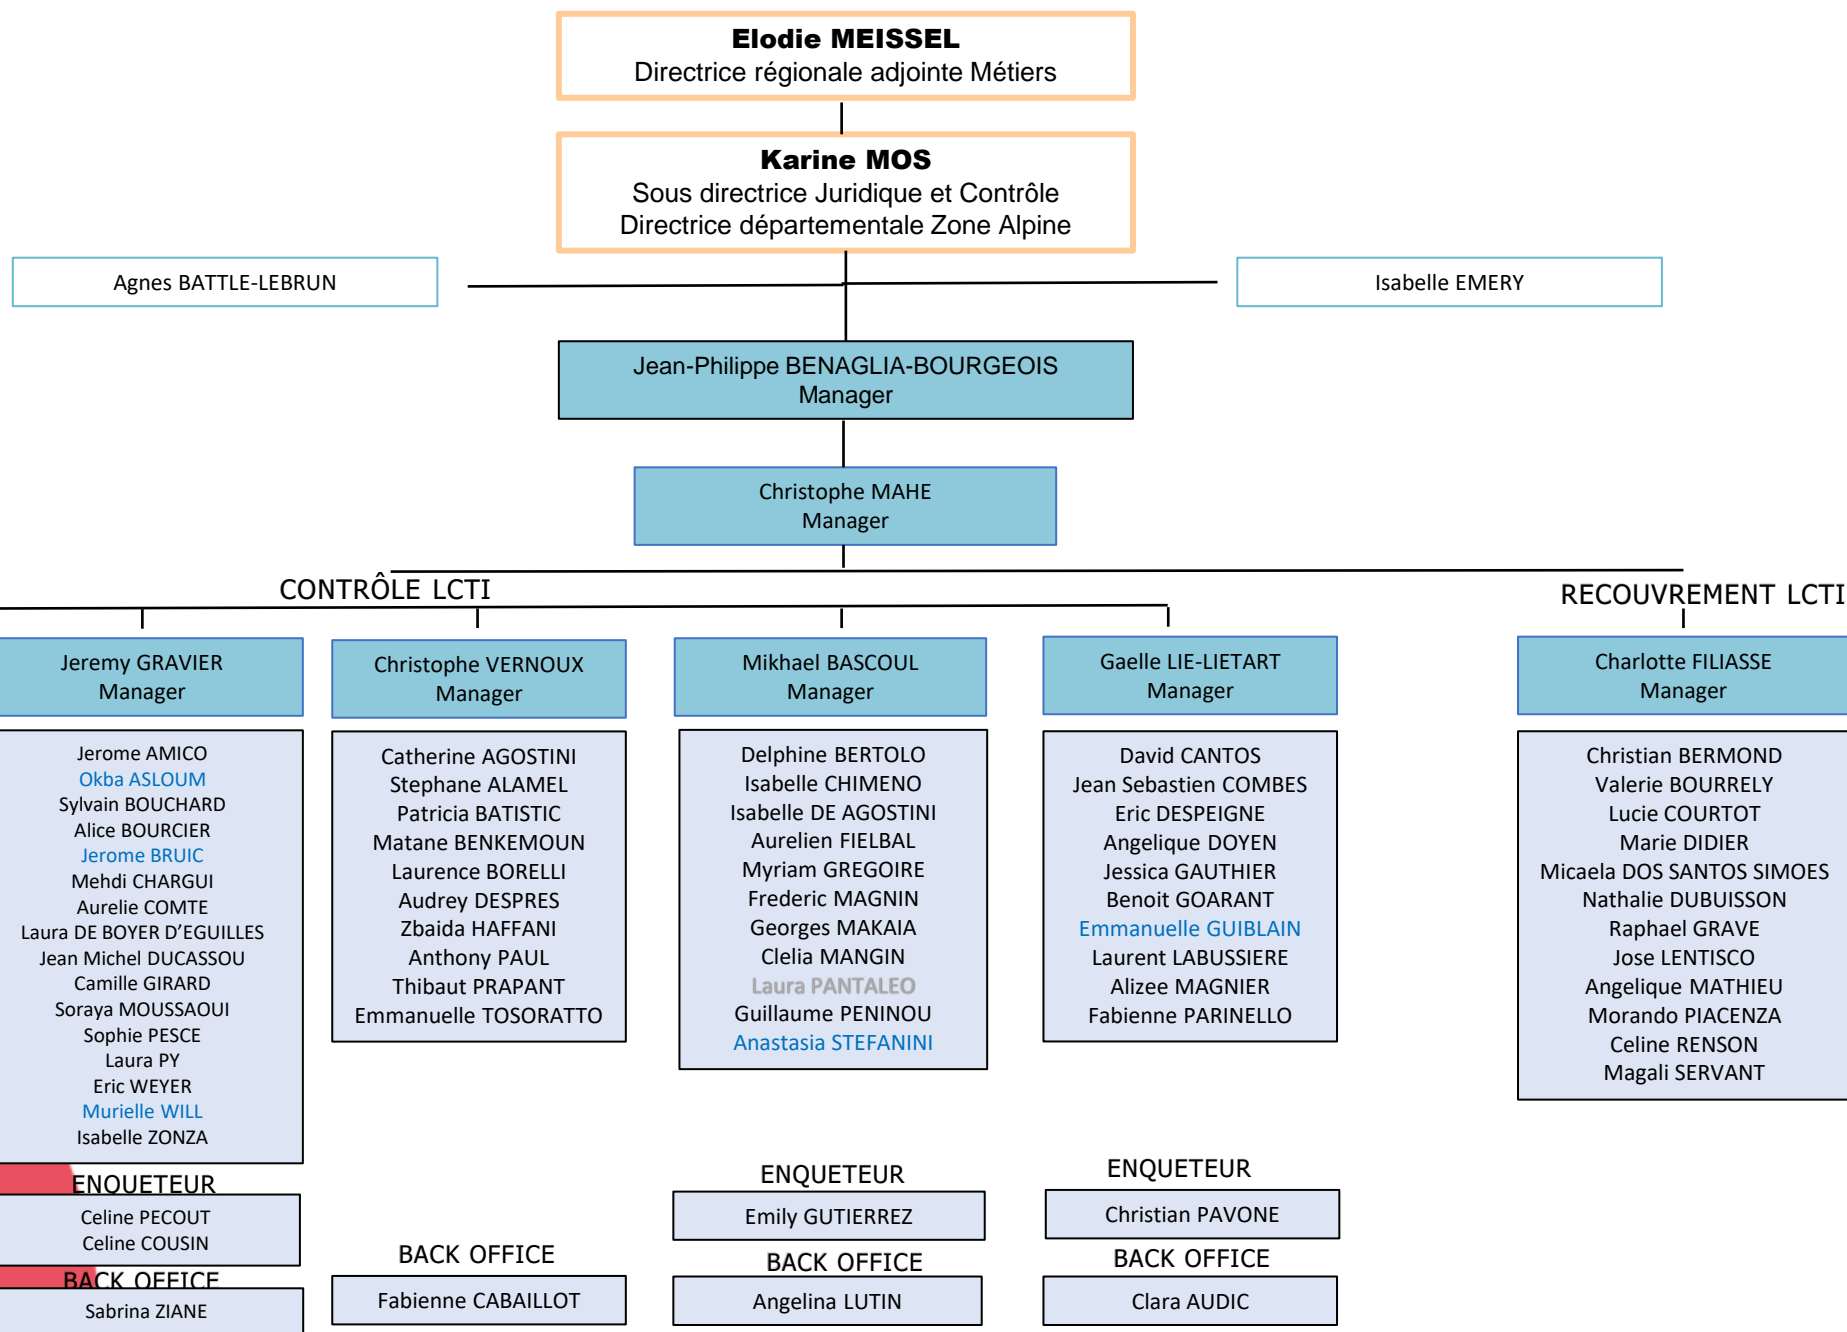 Elodie MEISSEL
Directrice régionale adjointe Métiers
Karine MOS
Sous directrice Juridique et Contrôle
Directrice départementale Zone Alpine
Agnes BATTLE-LEBRUN
Isabelle EMERY
Jean-Philippe BENAGLIA-BOURGEOIS
Manager
Christophe MAHE
Manager
CONTRÔLE LCTI
RECOUVREMENT LCTI
Jeremy GRAVIER
Manager
Jerome AMICO
Okba ASLOUM
Sylvain BOUCHARD
Alice BOURCIER
Jerome BRUIC
Mehdi CHARGUI
Aurelie COMTE
Laura DE BOYER D’EGUILLES
Jean Michel DUCASSOU
Camille GIRARD
Soraya MOUSSAOUI
Sophie PESCE
Laura PY
Eric WEYER
Murielle WILL
Isabelle ZONZA
ENQUETEUR
Celine PECOUT
Celine COUSIN
BACK OFFICE
Sabrina ZIANE
Christophe VERNOUX
Manager
Catherine AGOSTINI
Stephane ALAMEL
Patricia BATISTIC
Matane BENKEMOUN
Laurence BORELLI
Audrey DESPRES
Zbaida HAFFANI
Anthony PAUL
Thibaut PRAPANT
Emmanuelle TOSORATTO
BACK OFFICE
Fabienne CABAILLOT
Mikhael BASCOUL
Manager
Delphine BERTOLO
Isabelle CHIMENO
Isabelle DE AGOSTINI
Aurelien FIELBAL
Myriam GREGOIRE
Frederic MAGNIN
Georges MAKAIA
Clelia MANGIN
Laura PANTALEO
Guillaume PENINOU
Anastasia STEFANINI
ENQUETEUR
Emily GUTIERREZ
BACK OFFICE
Angelina LUTIN
Gaelle LIE-LIETART
Manager
David CANTOS
Jean Sebastien COMBES
Eric DESPEIGNE
Angelique DOYEN
Jessica GAUTHIER
Benoit GOARANT
Emmanuelle GUIBLAIN
Laurent LABUSSIERE
Alizee MAGNIER
Fabienne PARINELLO
ENQUETEUR
Christian PAVONE
BACK OFFICE
Clara AUDIC
Charlotte FILIASSE
Manager
Christian BERMOND
Valerie BOURRELY
Lucie COURTOT
Marie DIDIER
Micaela DOS SANTOS SIMOES
Nathalie DUBUISSON
Raphael GRAVE
Jose LENTISCO
Angelique MATHIEU
Morando PIACENZA
Celine RENSON
Magali SERVANT